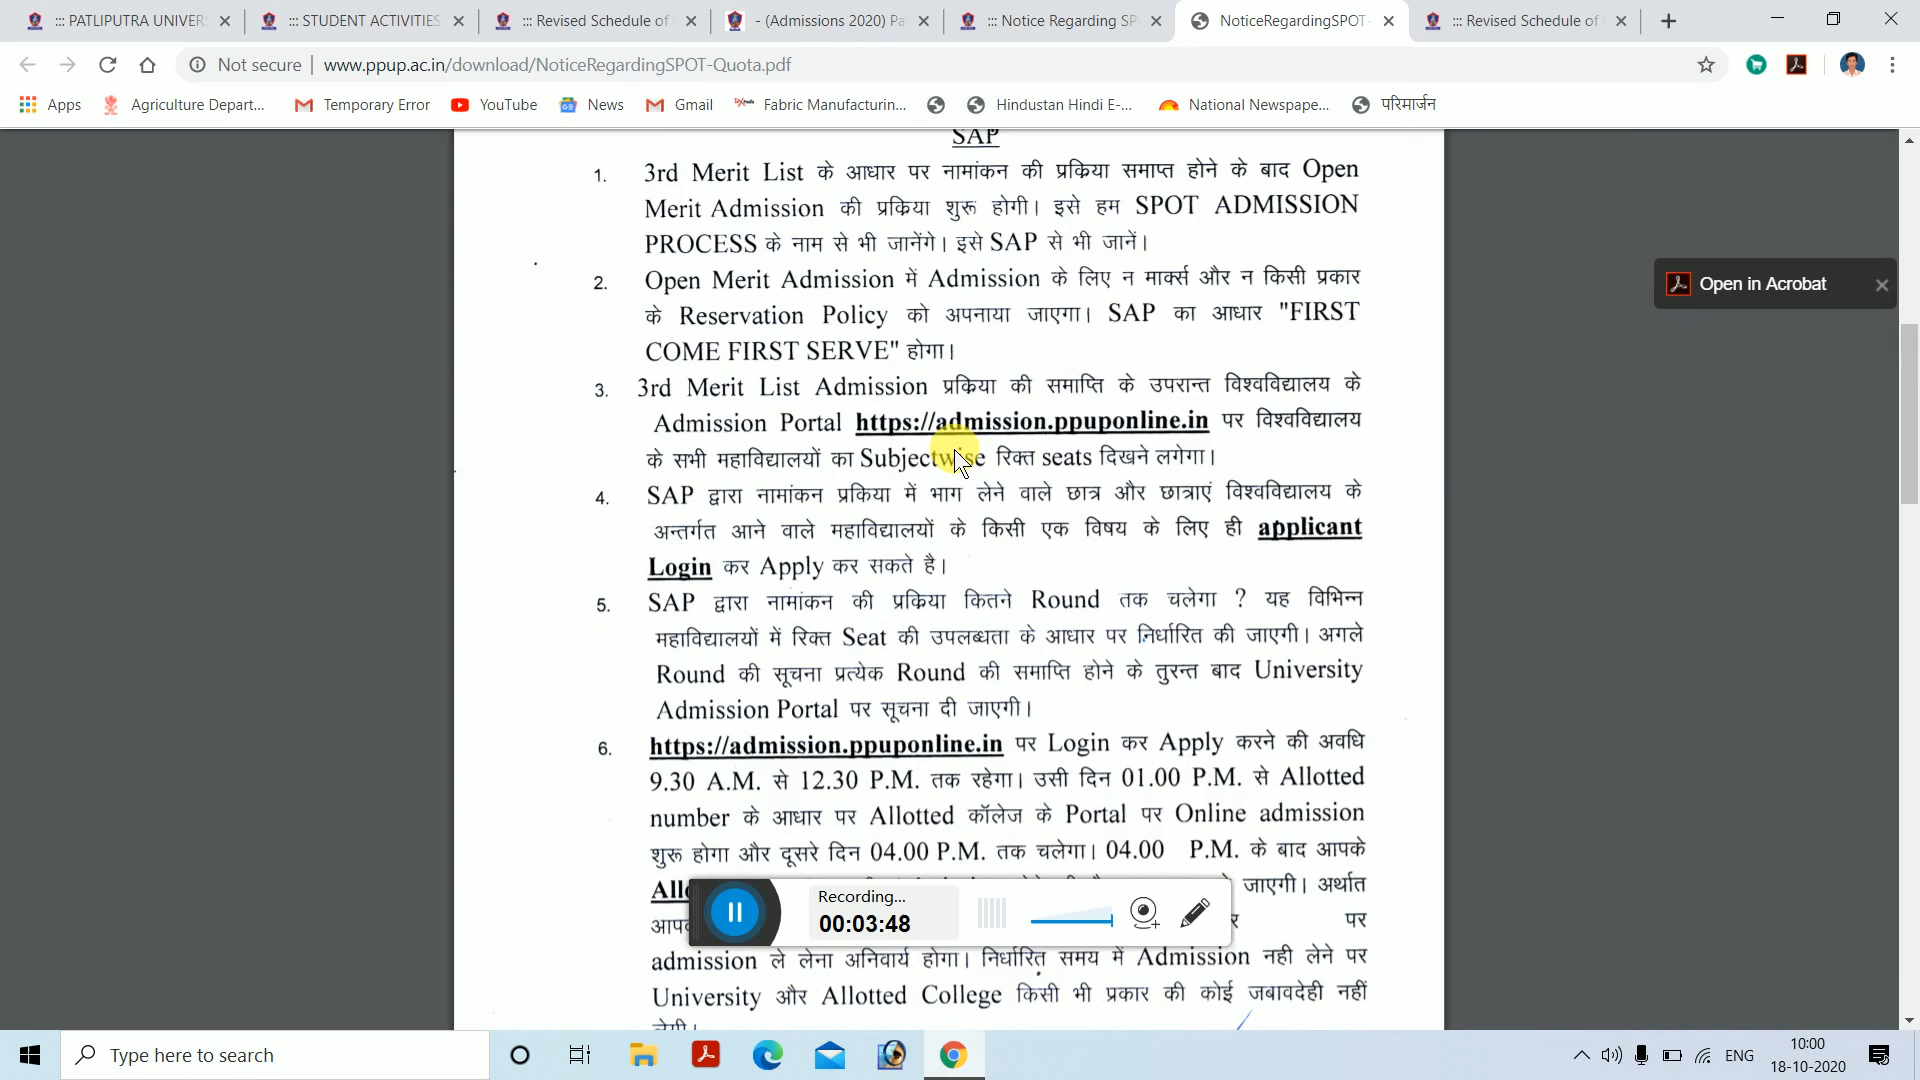 ::: PATLIPUTRA UNIVER
::: STUDENT ACTIVITIES
::: Revised Schedule of
- (Admissions 2020) Pa
::: Notice Regarding SP
NoticeRegardingSPOT-
::: Revised Schedule of
Not secure
www.ppup.ac.in/download/NoticeRegardingSPOT-Quota.pdf
Apps
Agriculture Depart...
Temporary Error
YouTube
News
Gmail
Fabric Manufacturin...
Hindustan Hindi E-...
National Newspape...
परिमार्जन
SAP
1. 3rd Merit List के आधार पर नामांकन की प्रक्रिया समाप्त होने के बाद Open
Merit Admission की प्रक्रिया शुरू होगी। इसे हम SPOT ADMISSION
PROCESS के नाम से भी जानेंगे। इसे SAP से भी जानें।
Open in Acrobat
2. Open Merit Admission में Admission के लिए न मार्क्स और न किसी प्रकार
के Reservation Policy को अपनाया जाएगा। SAP का आधार "FIRST
COME FIRST SERVE" होगा।
3. 3rd Merit List Admission प्रक्रिया की समाप्ति के उपरान्त विश्वविद्यालय के
Admission Portal https://admission.ppuponline.in पर विश्वविद्यालय
के सभी महाविद्यालयों का Subjectwise रिक्त seats दिखने लगेगा।
4. SAP द्वारा नामांकन प्रक्रिया में भाग लेने वाले छात्र और छात्राएं विश्वविद्यालय के
अन्तर्गत आने वाले महाविद्यालयों के किसी एक विषय के लिए ही applicant
Login कर Apply कर सकते है।
5. SAP द्वारा नामांकन की प्रक्रिया कितने Round तक चलेगा ? यह विभिन्न
महाविद्यालयों में रिक्त Seat की उपलब्धता के आधार पर निर्धारित की जाएगी। अगले
Round की सूचना प्रत्येक Round की समाप्ति होने के तुरन्त बाद University
Admission Portal पर सूचना दी जाएगी।
6. https://admission.ppuponline.in पर Login कर Apply करने की अवधि
9.30 A.M. से 12.30 P.M. तक रहेगा। उसी दिन 01.00 P.M. से Allotted
number के आधार पर Allotted कॉलेज के Portal पर Online admission
शुरू होगा और दूसरे दिन 04.00 P.M. तक चलेगा। 04.00 P.M. के बाद आपके
जाएगी। अर्थात
पर
Recording...
00:03:48
admission ले लेना अनिवार्य होगा। निर्धारित समय में Admission नही लेने पर
University और Allotted College किसी भी प्रकार की कोई जबावदेही नहीं
Type here to search
ENG
10:00
18-10-2020